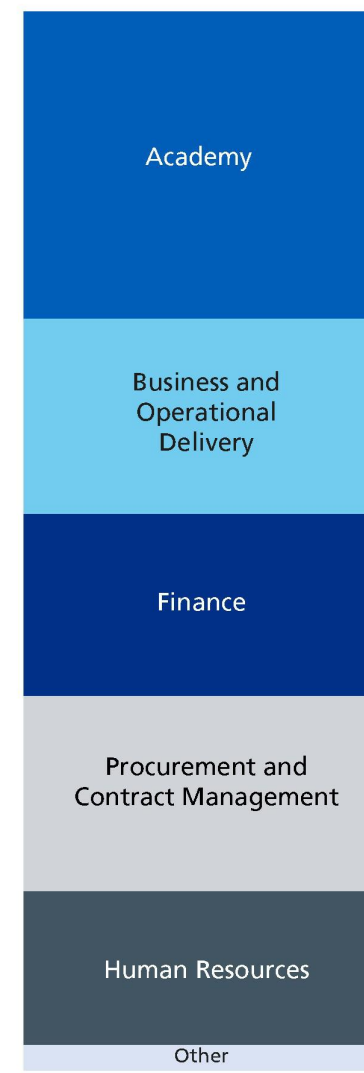 Academy
Business and
Operational
Delivery
Finance
Procurement and
Contract Management
Human Resources
Other